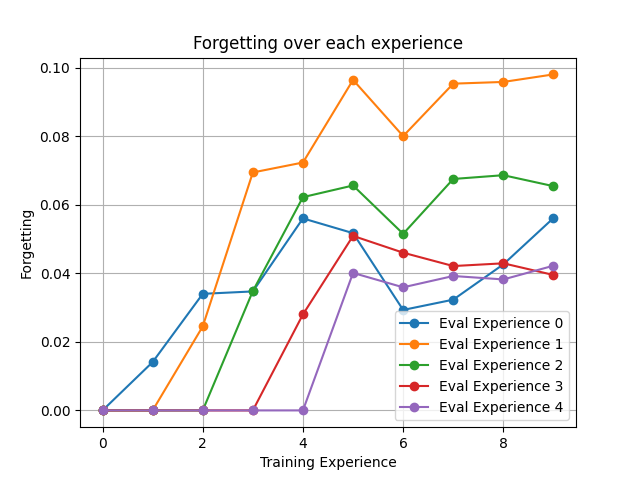 Forgetting over each experience
0.10
0.08
0.06
0.04
0.02
0.00
Forgetting
0 2 4 6 8
Training Experience
Eval Experience 0
Eval Experience 1
Eval Experience 2
Eval Experience 3
Eval Experience 4